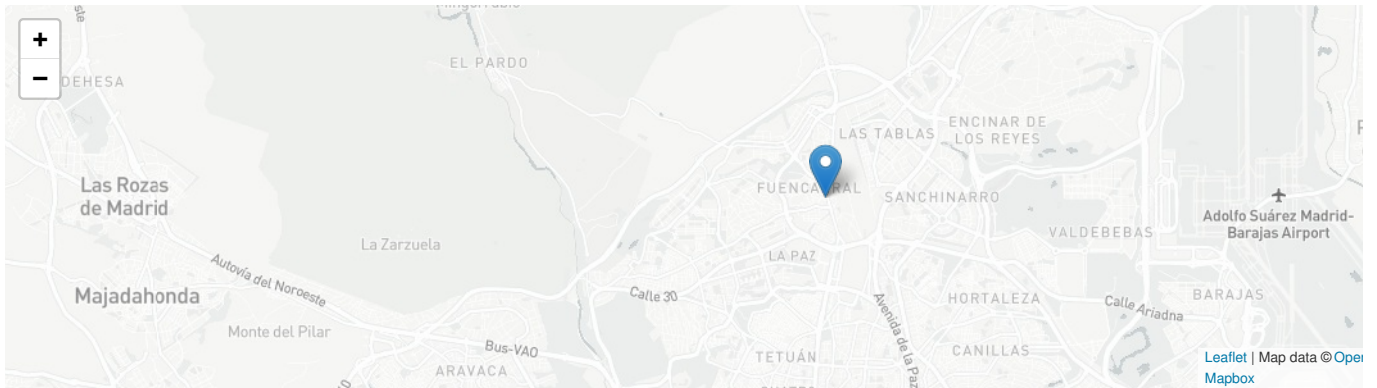 +
−
DEHESA
EL PARDO
LAS TABLAS
ENCINAR DE
LOS REYES
Las Rozas
de Madrid
FUENCARRAL
SANCHINARRO
Adolfo Suárez Madrid-
Barajas Airport
VALDEBEBAS
La Zarzuela
LA PAZ
Autovía del Noroeste
Majadahonda
Calle 30
Avenida de la Paz
HORTALEZA
Calle Ariadna
BARAJAS
Monte del Pilar
Bus-VAO
ARAVACA
TETUÁN
CANILLAS
Leaflet | Map data © Oper
Mapbox